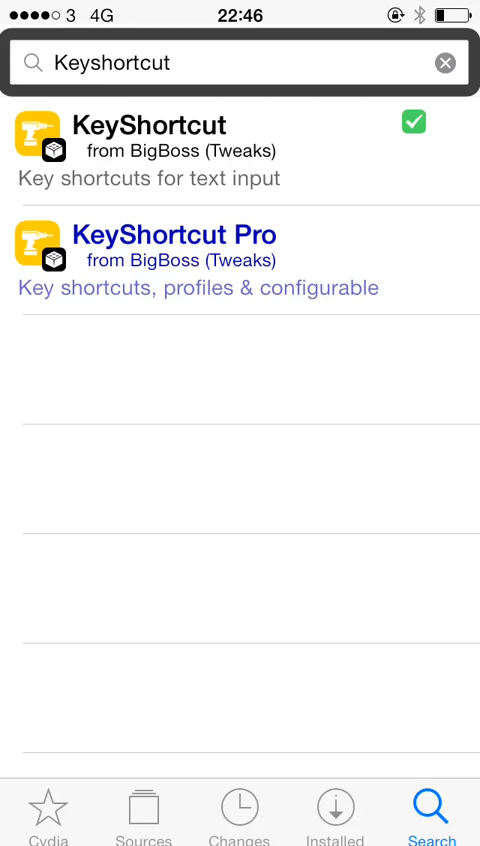 3 4G 22:46
Keyshortcut
KeyShortcut
from BigBoss (Tweaks)
Key shortcuts for text input
KeyShortcut Pro
from BigBoss (Tweaks)
Key shortcuts, profiles & configurable
Cydia Sources Changes Installed Search